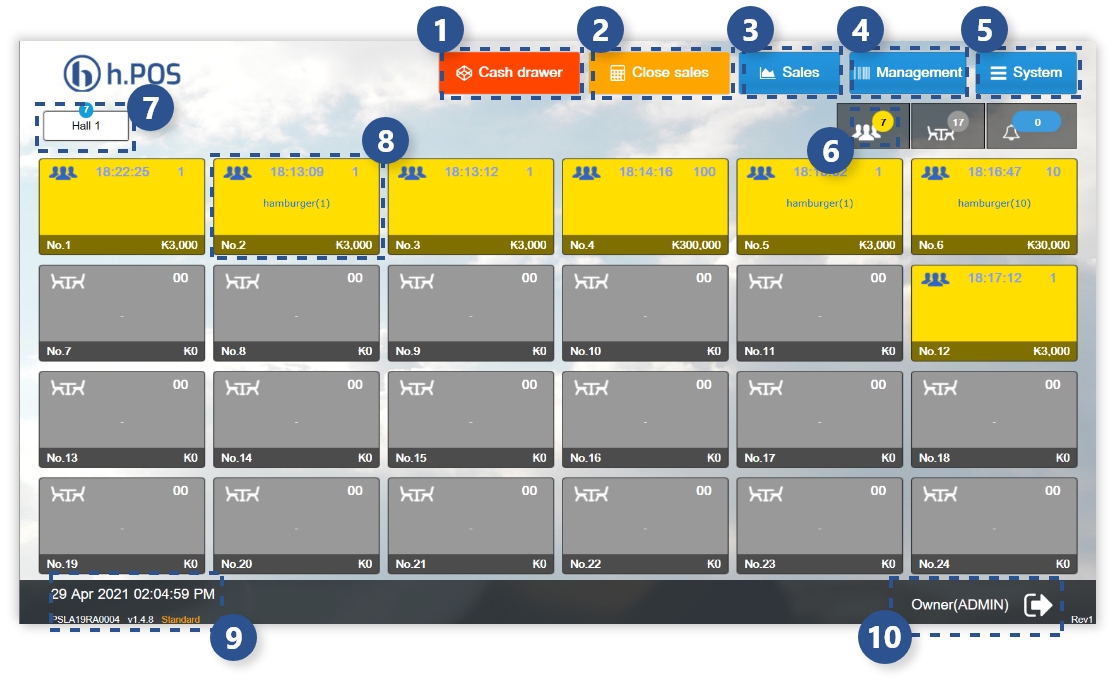 1 2 3 4 5
h.POS
Cash drawer Close sales Sales Management System
7
Hall 1
7
7 17 0
6
8
18:22:25 1 18:13:09 1 18:13:12 1 18:14:16 100 1 18:16:47 10
hamburger(1) hamburger(1) hamburger(10)
No.1 K3,000 No.2 K3,000 No.3 K3,000 No.4 K300,000 No.5 K3,000 No.6 K30,000
00 00 00 00 00 18:17:12 1
- - - - -
No.7 K0 No.8 K0 No.9 K0 No.10 K0 No.11 K0 No.12 K3,000
00 00 00 00 00 00
- - - - - -
No.13 K0 No.14 K0 No.15 K0 No.16 K0 No.17 K0 No.18 K0
00 00 00 00 00 00
- - - - - -
No.19 K0 No.20 K0 No.21 K0 No.22 K0 No.23 K0 No.24 K0
29 Apr 2021 02:04:59 PM
PSLA19RA0004 v1.4.8 Standard
9
Owner(ADMIN)
10
Rev1